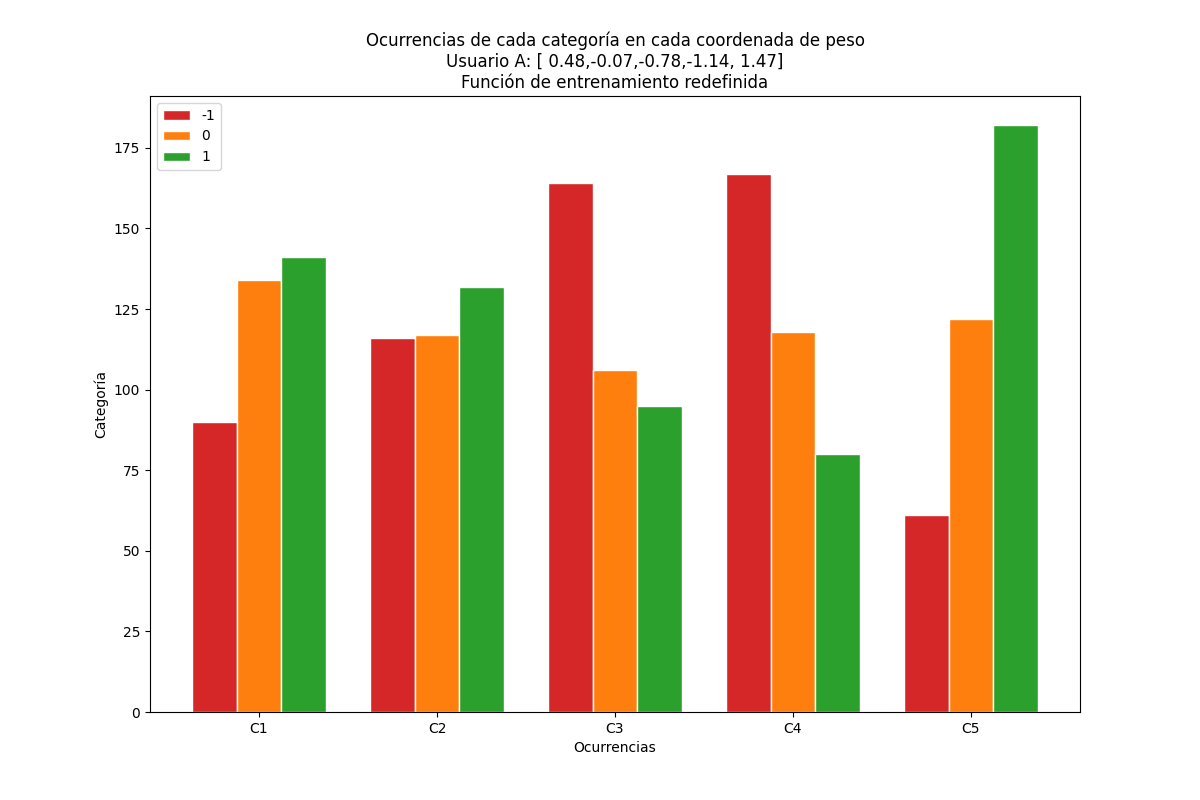 Ocurrencias de cada categoría en cada coordenada de peso
Usuario A: [ 0.48,-0.07,-0.78,-1.14, 1.47]
Función de entrenamiento redefinida
-1
0
1
175
150
125
100
75
50
25
0
Categoría
C1 C2 C3 C4 C5
Ocurrencias